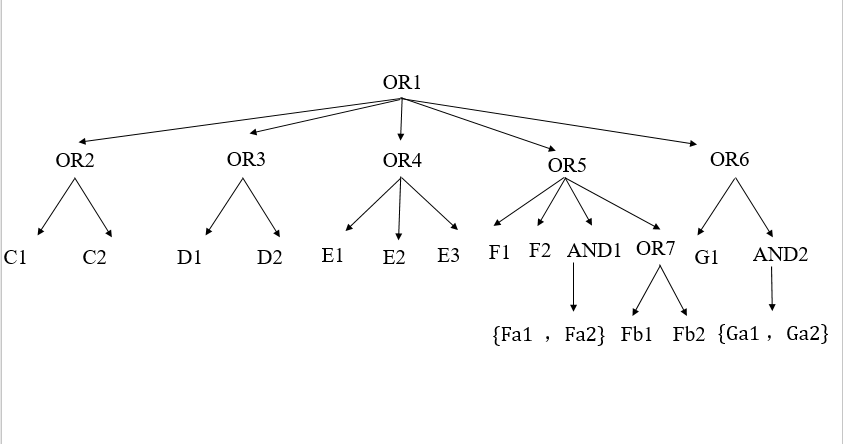 OR1
OR2 OR3 OR4 OR5 OR6
C1 C2 D1 D2 E1 E2 E3 F1 F2 AND1 OR7 G1 AND2
{Fa1 , Fa2} Fb1 Fb2 {Ga1 , Ga2}